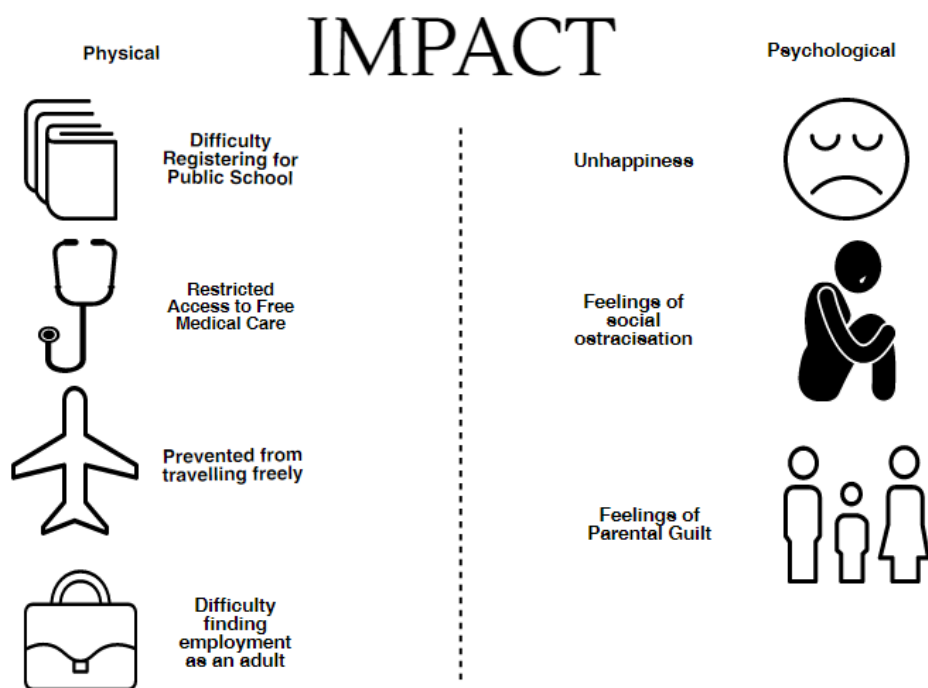 IMPACT
Physical
Difficulty
Registering for
Public School
Restricted
Access to Free
Medical Care
Prevented from
travelling freely
Difficulty
finding
employment
as an adult
Psychological
Unhappiness
Feelings of
social
ostracisation
Feelings of
Parental Guilt